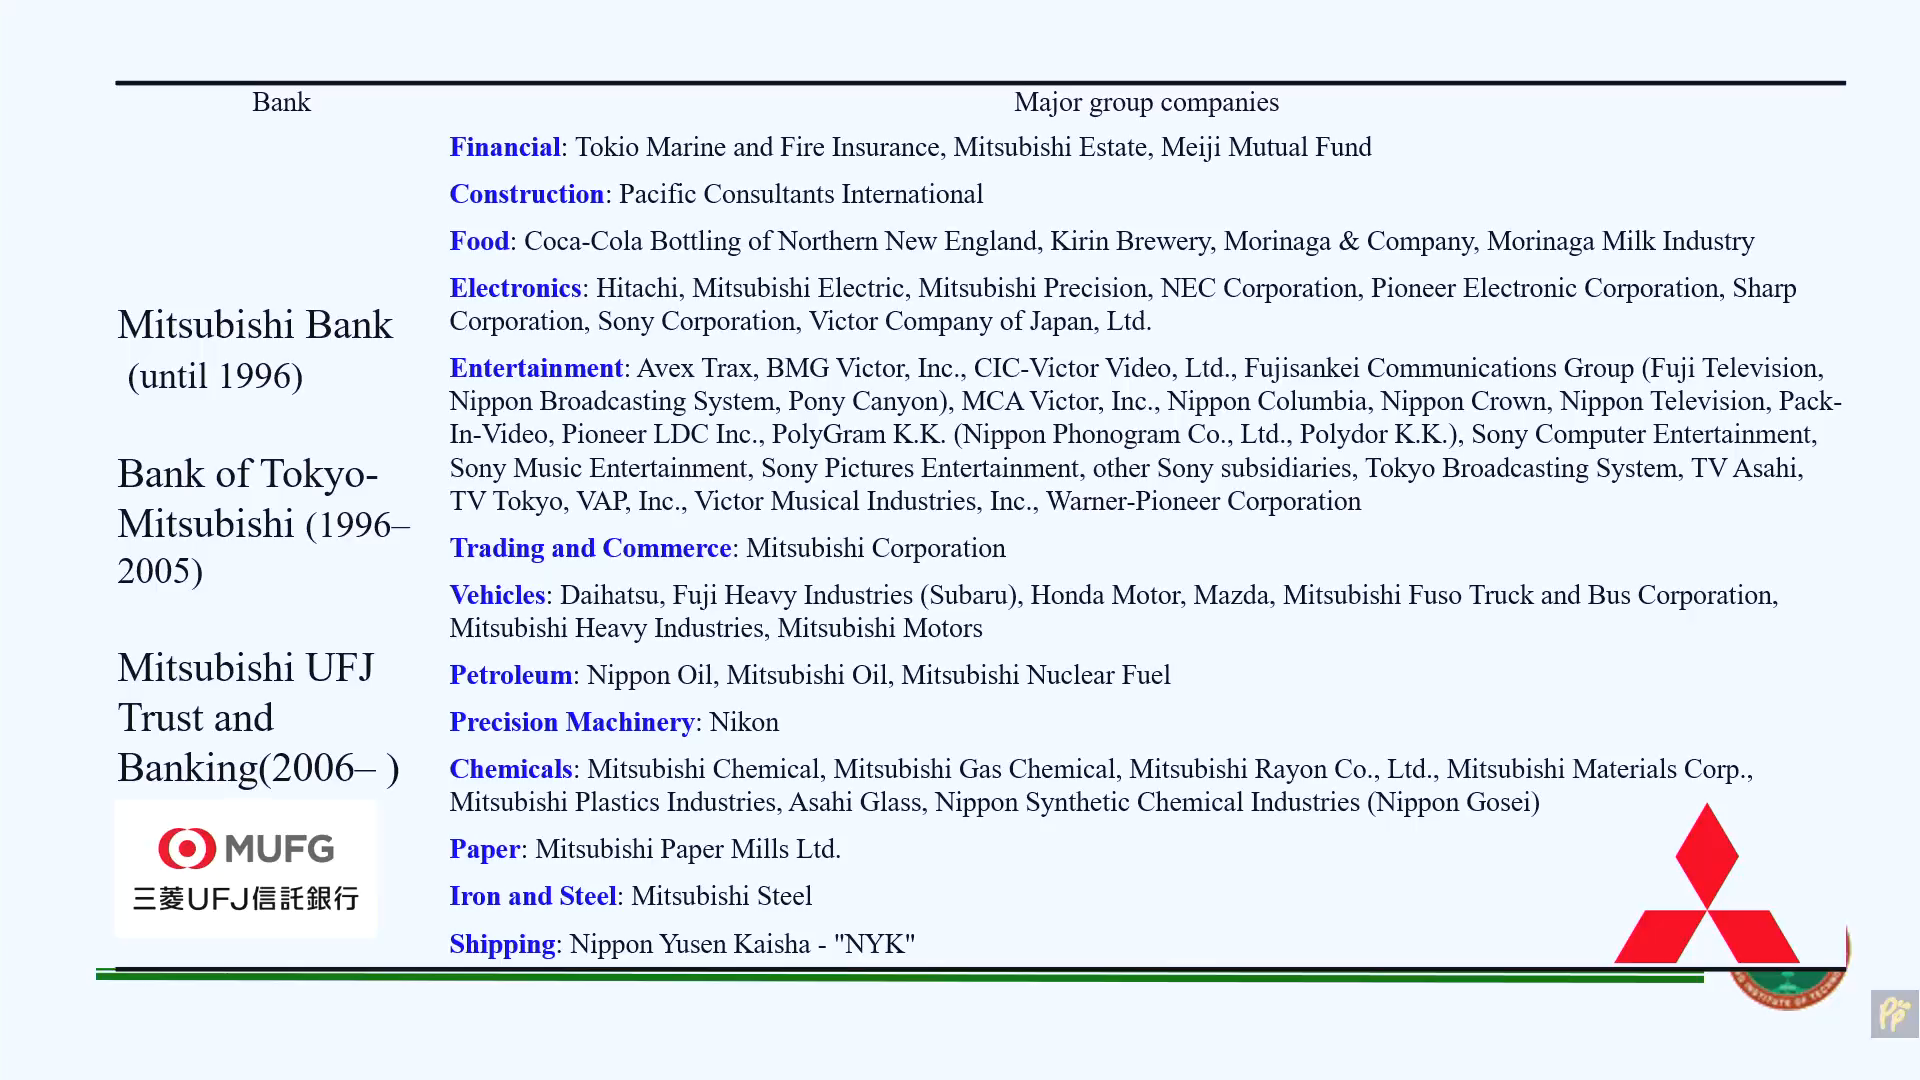 Bank
Major group companies
Mitsubishi Bank
(until 1996)
Bank of Tokyo-
Mitsubishi (1996–
2005)
Mitsubishi UFJ
Trust and
Banking(2006– )
MUFG
三菱UFJ信託銀行
Financial: Tokio Marine and Fire Insurance, Mitsubishi Estate, Meiji Mutual Fund
Construction: Pacific Consultants International
Food: Coca-Cola Bottling of Northern New England, Kirin Brewery, Morinaga & Company, Morinaga Milk Industry
Electronics: Hitachi, Mitsubishi Electric, Mitsubishi Precision, NEC Corporation, Pioneer Electronic Corporation, Sharp
Corporation, Sony Corporation, Victor Company of Japan, Ltd.
Entertainment: Avex Trax, BMG Victor, Inc., CIC-Victor Video, Ltd., Fujisankei Communications Group (Fuji Television,
Nippon Broadcasting System, Pony Canyon), MCA Victor, Inc., Nippon Columbia, Nippon Crown, Nippon Television, Pack-
In-Video, Pioneer LDC Inc., PolyGram K.K. (Nippon Phonogram Co., Ltd., Polydor K.K.), Sony Computer Entertainment,
Sony Music Entertainment, Sony Pictures Entertainment, other Sony subsidiaries, Tokyo Broadcasting System, TV Asahi,
TV Tokyo, VAP, Inc., Victor Musical Industries, Inc., Warner-Pioneer Corporation
Trading and Commerce: Mitsubishi Corporation
Vehicles: Daihatsu, Fuji Heavy Industries (Subaru), Honda Motor, Mazda, Mitsubishi Fuso Truck and Bus Corporation,
Mitsubishi Heavy Industries, Mitsubishi Motors
Petroleum: Nippon Oil, Mitsubishi Oil, Mitsubishi Nuclear Fuel
Precision Machinery: Nikon
Chemicals: Mitsubishi Chemical, Mitsubishi Gas Chemical, Mitsubishi Rayon Co., Ltd., Mitsubishi Materials Corp.,
Mitsubishi Plastics Industries, Asahi Glass, Nippon Synthetic Chemical Industries (Nippon Gosei)
Paper: Mitsubishi Paper Mills Ltd.
Iron and Steel: Mitsubishi Steel
Shipping: Nippon Yusen Kaisha - "NYK"
INSTITUTE OF